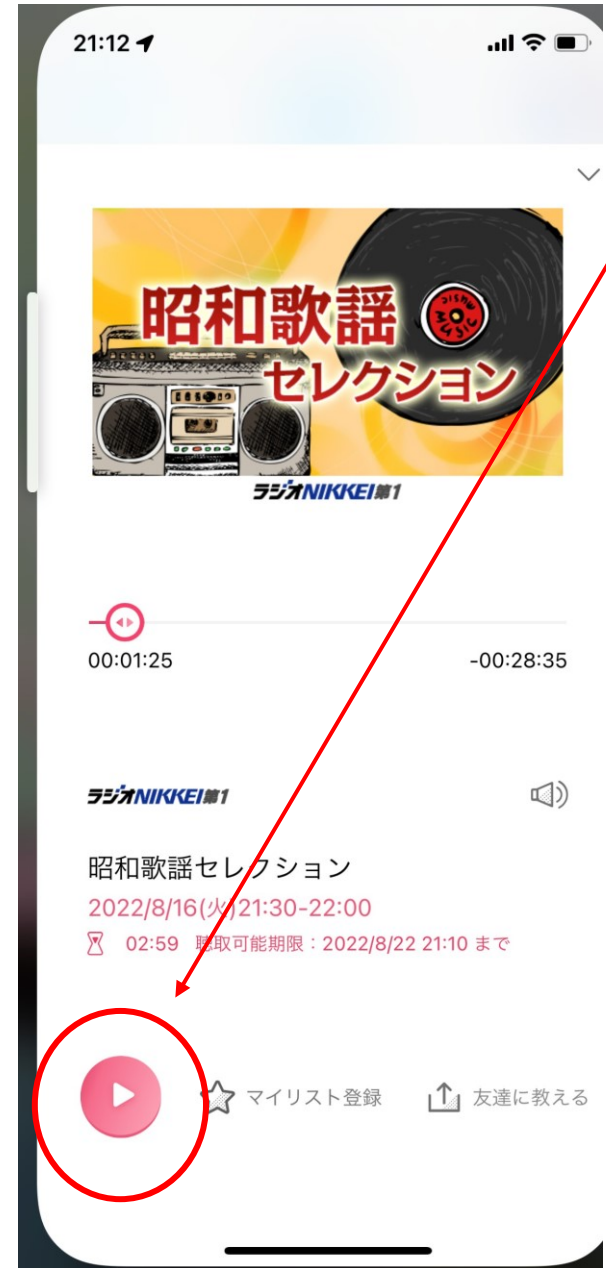 21:12
昭和歌謡
セレクション
MUSIC
ラジオNIKKEI第1
00:01:25
-00:28:35
ラジオNIKKEI第1
昭和歌謡セレクション
2022/8/16(火)21:30-22:00
02:59 聴取可能期限：2022/8/22 21:10 まで
マイリスト登録
友達に教える